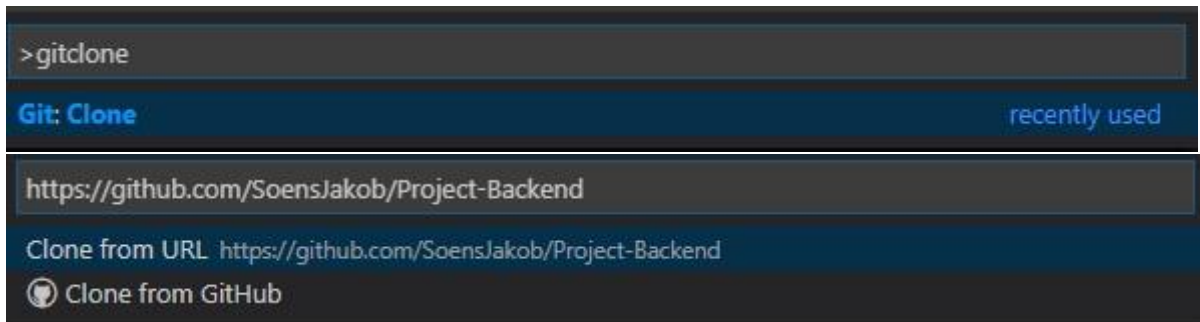 >gitclone
Git: Clone recently used
https://github.com/SoensJakob/Project-Backend
Clone from URL https://github.com/SoensJakob/Project-Backend
Clone from GitHub